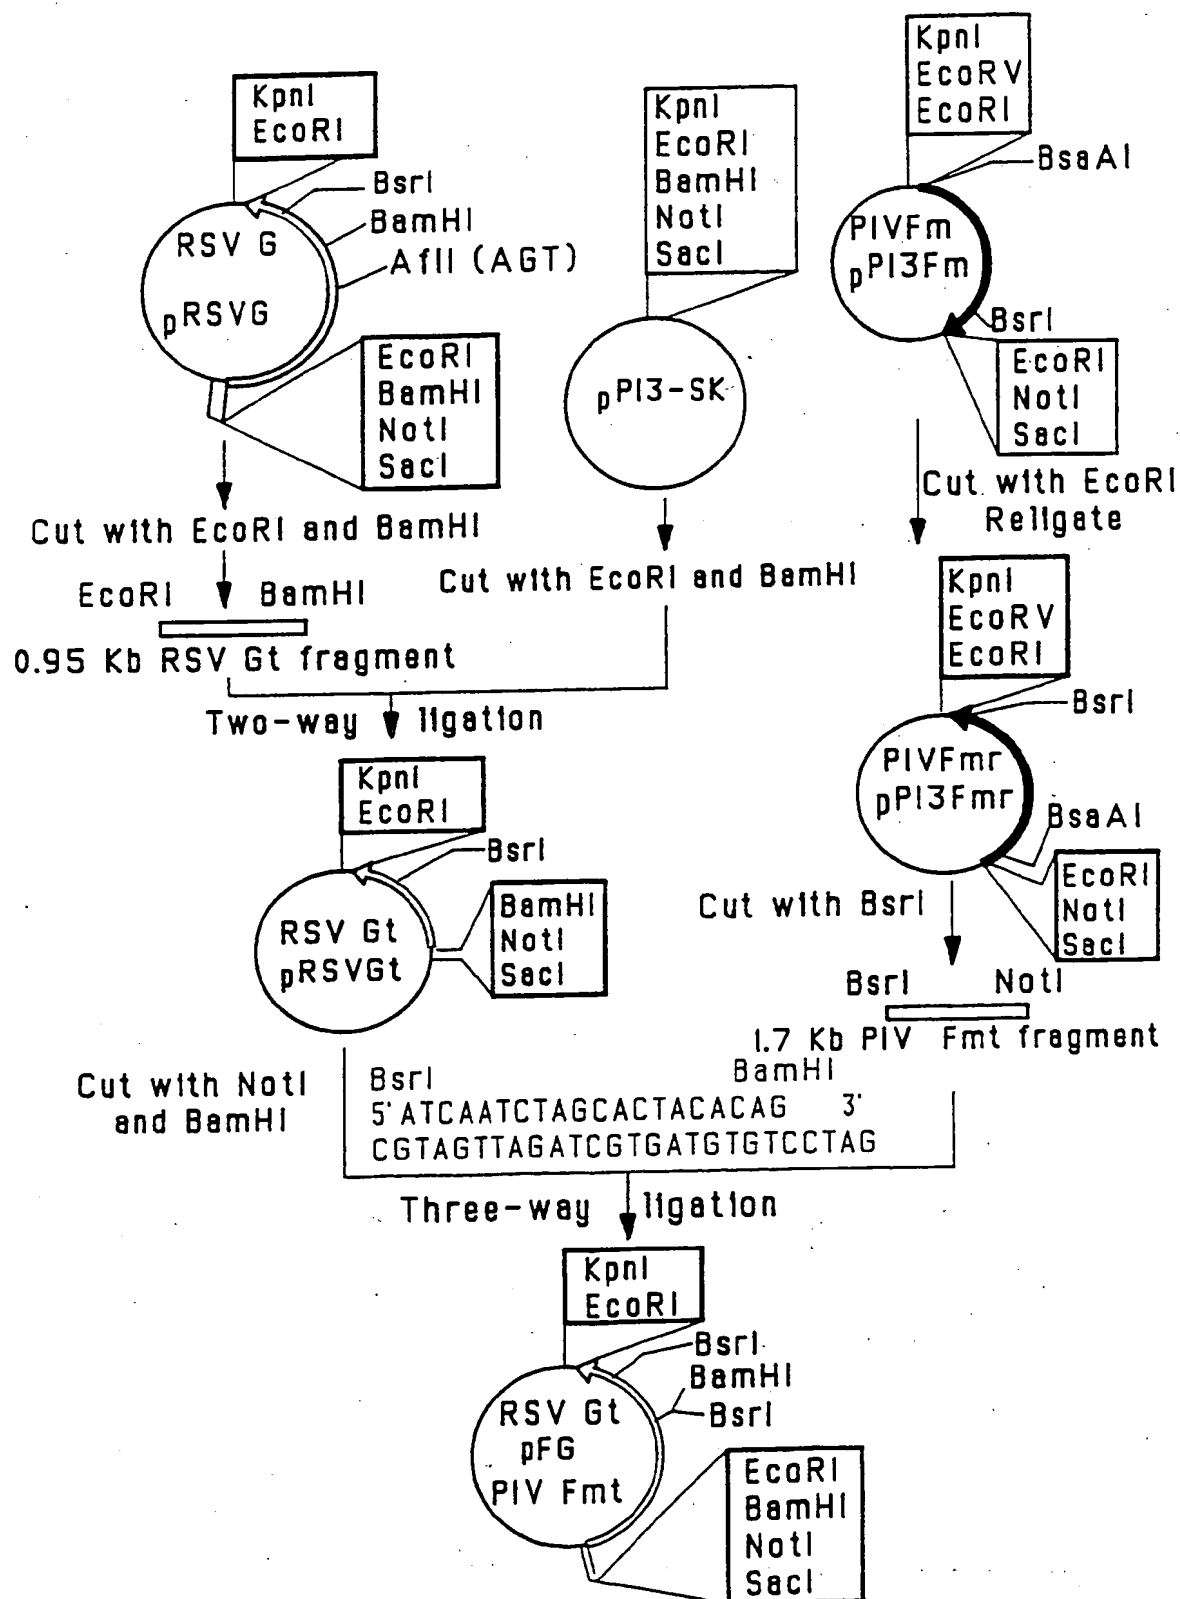 KpnI
EcoRI
BsrI
BamHI
AflI (AGT)
RSV G
pRSVG
EcoRI
BamHI
NotI
SacI
Cut with EcoRI and BamHI
EcoRI BamHI
0.95 Kb RSV Gt fragment
KpnI
EcoRI
BamHI
NotI
SacI
pPI3-SK
Cut with EcoRI and BamHI
KpnI
EcoRV
EcoRI
BsaAI
PIVFm
pPI3Fm
BsrI
EcoRI
NotI
SacI
Cut with EcoRI
Religate
KpnI
EcoRV
EcoRI
BsrI
PIVFmr
pPI3Fmr
BsaAI
EcoRI
NotI
SacI
Cut with BsrI
BsrI NotI
1.7 Kb PIV Fmt fragment
Two-way ligation
KpnI
EcoRI
BsrI
RSV Gt
pRSVGt
BamHI
NotI
SacI
Cut with NotI
and BamHI
BsrI BamHI
5' ATCAATCTAGCACTACACAG 3'
CGTAGTTAGATCGTGATGTGTCCTAG
Three-way ligation
KpnI
EcoRI
BsrI
BamHI
BsrI
RSV Gt
pFG
PIV Fmt
EcoRI
BamHI
NotI
SacI